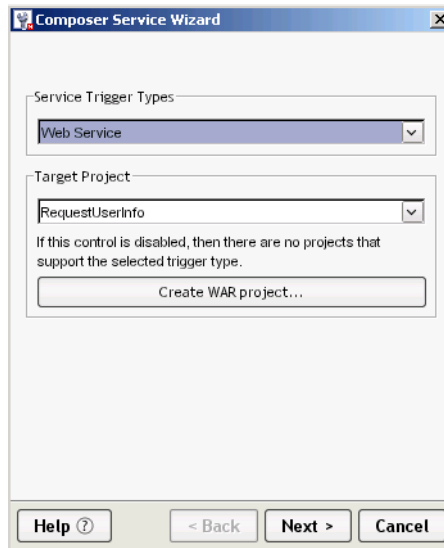 Composer Service Wizard
Service Trigger Types
Web Service
Target Project
RequestUserInfo
If this control is disabled, then there are no projects that
support the selected trigger type.
Create WAR project...
Help ?
< Back
Next >
Cancel